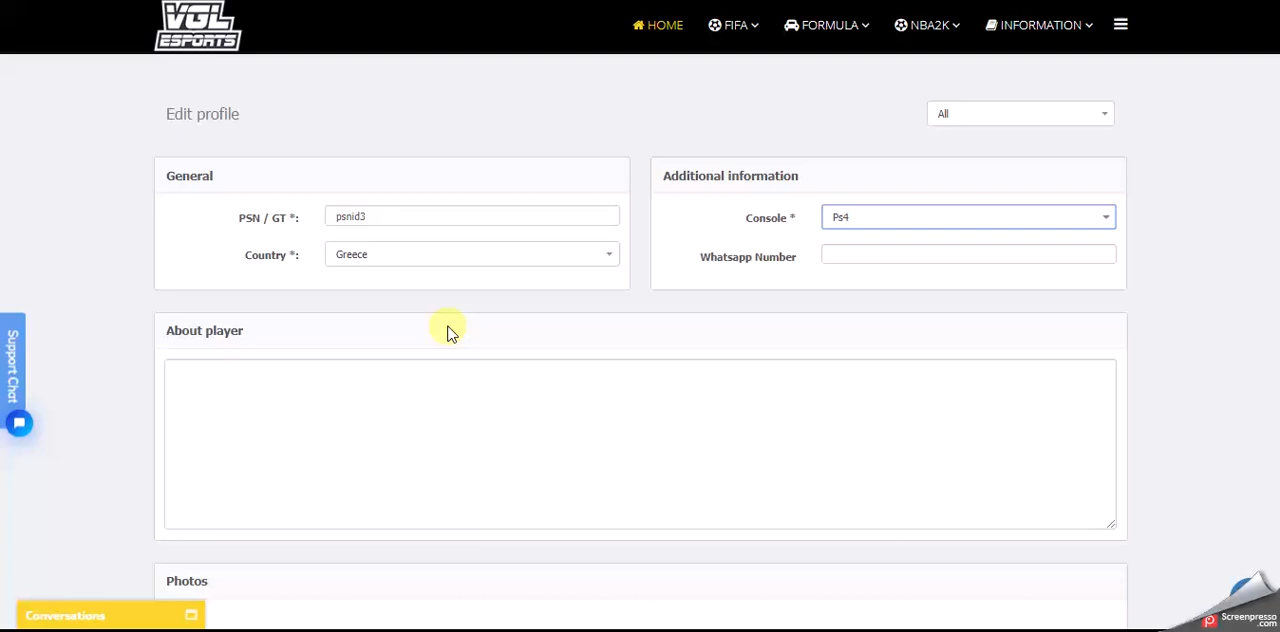 VGL
ESPORTS
HOME
FIFA
FORMULA
NBA2K
INFORMATION
Edit profile
All
General
PSN / GT *:
psnid3
Country *:
Greece
Additional information
Console *
Ps4
Whatsapp Number
About player
Support Chat
Photos
Conversations
Screenpresso
.com